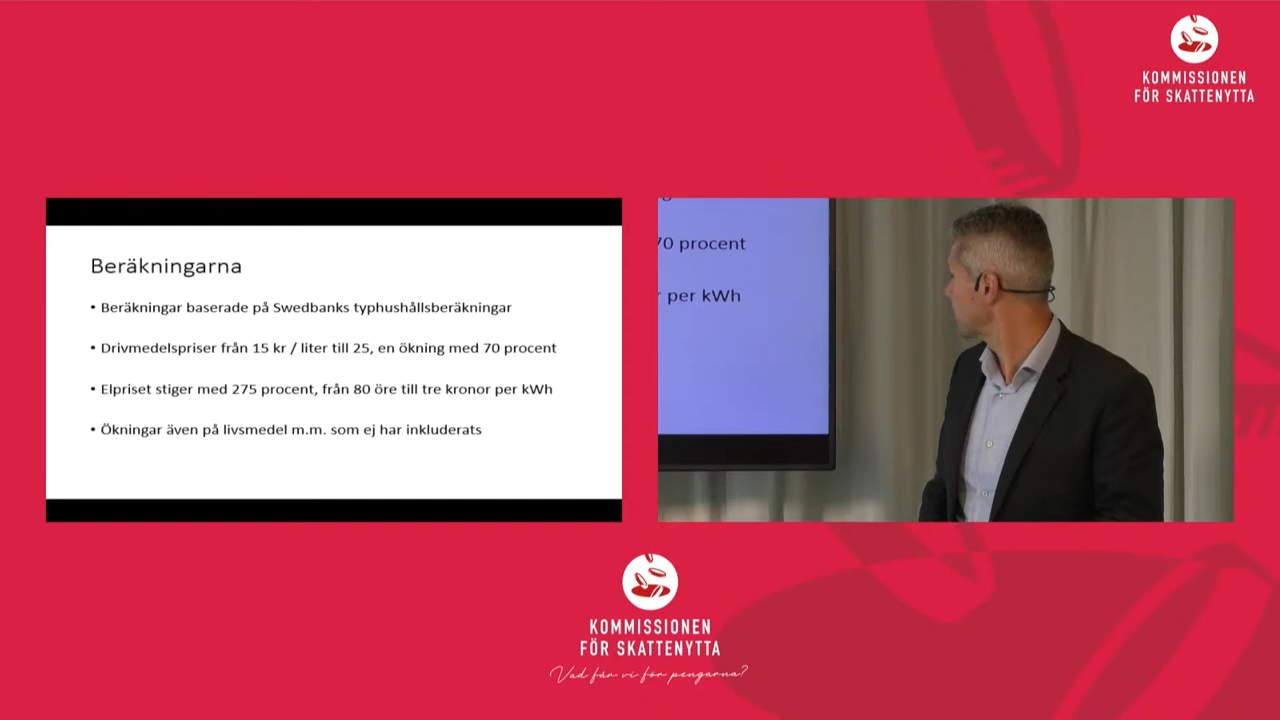 KOMMISSIONEN
FÖR SKATTENYTTA
Beräkningarna
• Beräkningar baserade på Swedbanks typhushållsberäkningar
• Drivmedelspriser från 15 kr / liter till 25, en ökning med 70 procent
• Elpriset stiger med 275 procent, från 80 öre till tre kronor per kWh
• Ökningar även på livsmedel m.m. som ej har inkluderats
70 procent
r per kWh
KOMMISSIONEN
FÖR SKATTENYTTA
Vad får vi för pengarna?